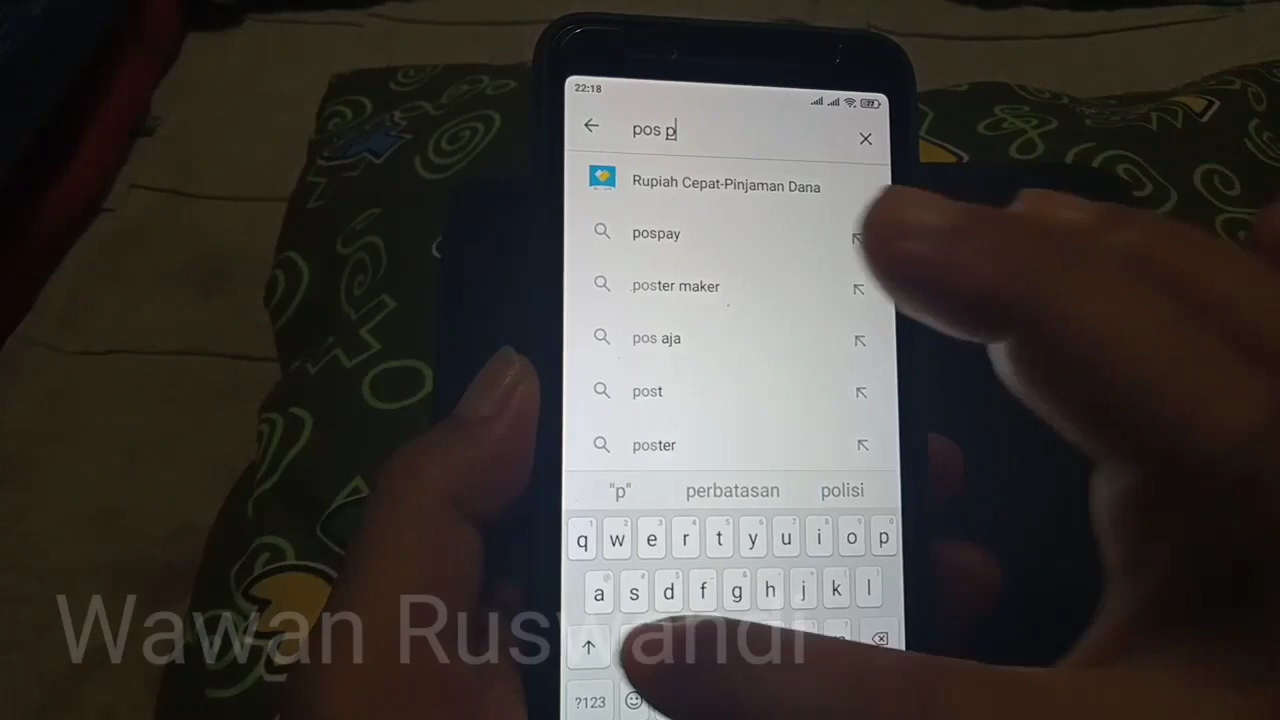 22:18
pos p
Rupiah Cepat-Pinjaman Dana
pospay
poster maker
pos aja
post
poster
"p" perbatasan polisi
q w e r t y u i o p
a s d f g h j k l
Wawan Ruswandi
?123